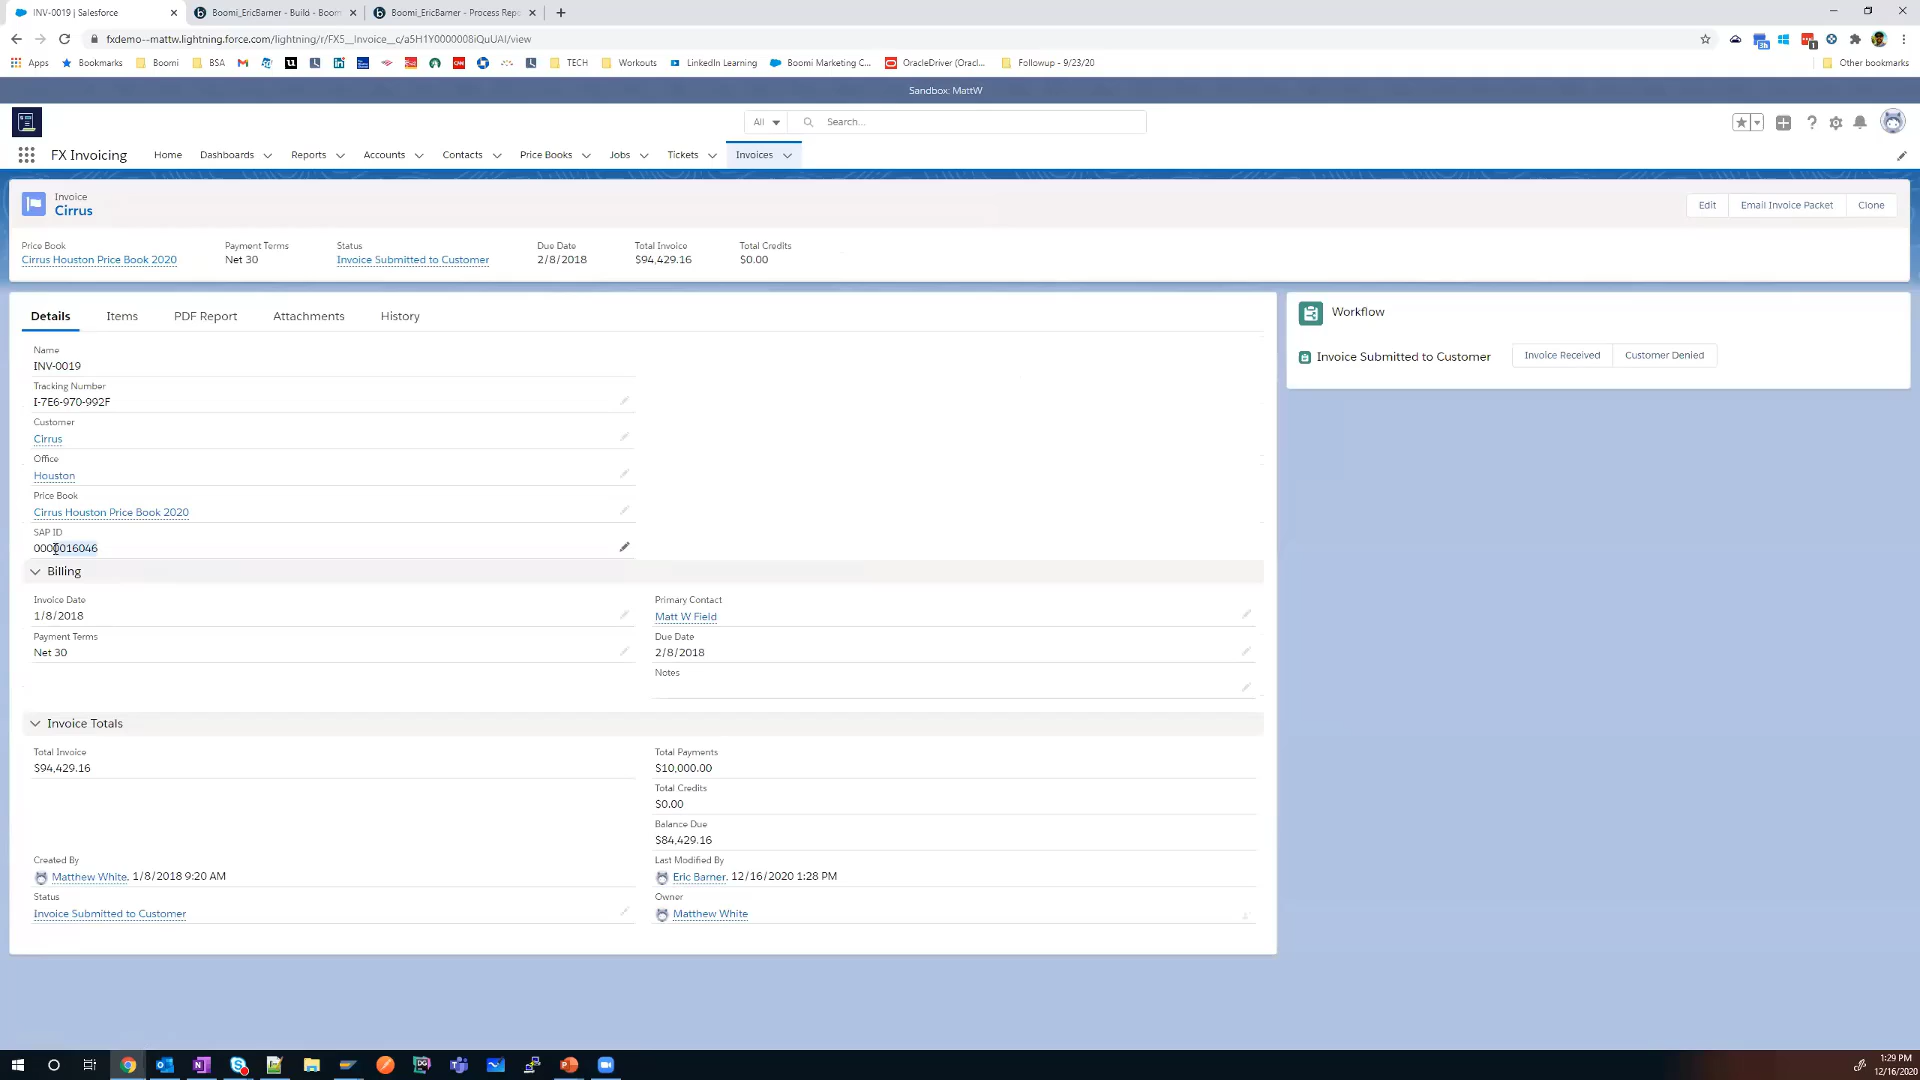 INV-0019 | Salesforce
Boomi_EricBarner - Build - Boom
Boomi_EricBarner - Process Repo
fxdemo--mattw.lightning.force.com/lightning/r/FX5__Invoice__c/a5H1Y0000008iQuUAI/view
Apps
Bookmarks
Boomi
BSA
TECH
Workouts
LinkedIn Learning
Boomi Marketing C...
OracleDriver (Oracl...
Followup - 9/23/20
Other bookmarks
Sandbox: MattW
All
Search...
FX Invoicing
Home
Dashboards
Reports
Accounts
Contacts
Price Books
Jobs
Tickets
Invoices
Invoice
Cirrus
Edit
Email Invoice Packet
Clone
Price Book
Cirrus Houston Price Book 2020
Payment Terms
Net 30
Status
Invoice Submitted to Customer
Due Date
2/8/2018
Total Invoice
$94,429.16
Total Credits
$0.00
Details
Items
PDF Report
Attachments
History
Name
INV-0019
Tracking Number
I-7E6-970-992F
Customer
Cirrus
Office
Houston
Price Book
Cirrus Houston Price Book 2020
SAP ID
0000016046
Billing
Invoice Date
1/8/2018
Payment Terms
Net 30
Primary Contact
Matt W Field
Due Date
2/8/2018
Notes
Invoice Totals
Total Invoice
$94,429.16
Total Payments
$10,000.00
Total Credits
$0.00
Balance Due
$84,429.16
Created By
Matthew White, 1/8/2018 9:20 AM
Last Modified By
Eric Barner, 12/16/2020 1:28 PM
Status
Invoice Submitted to Customer
Owner
Matthew White
Workflow
Invoice Submitted to Customer
Invoice Received
Customer Denied
1:29 PM
12/16/2020